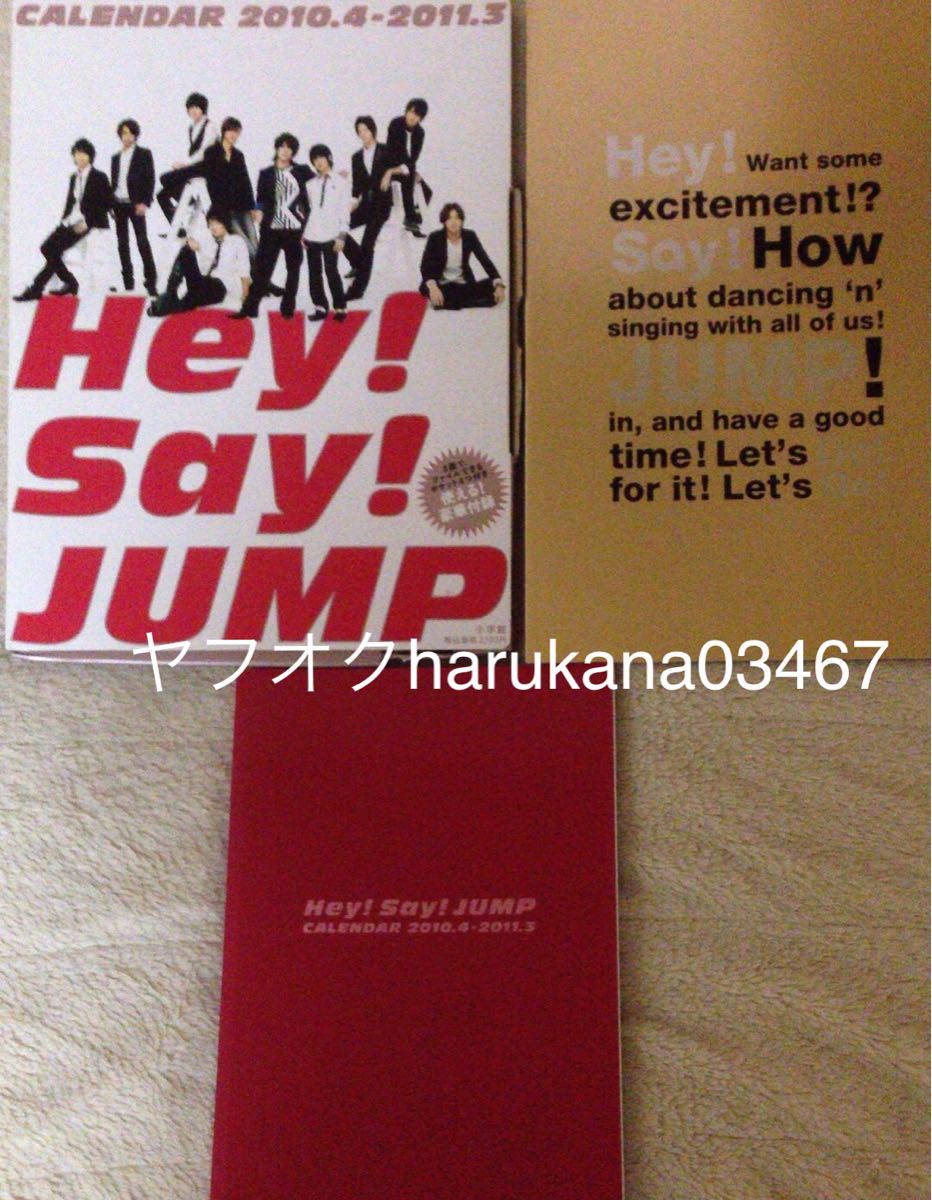 CALENDAR 2010.4-2011.3
Hey!
Say!
JUMP
小学館
Hey! Want some
excitement!?
Say! How
about dancing ‘n’
singing with all of us!
JUMP!
in, and have a good
time! Let’s
for it! Let’s
ヤフオクharukana03467
Hey! Say! JUMP
CALENDAR 2010.4-2011.3